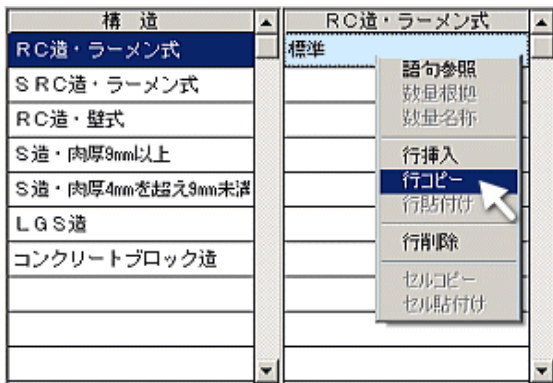 構 造
RC造・ラーメン式
SRC造・ラーメン式
RC造・壁式
S造・肉厚9mm以上
S造・肉厚4mmを超え9mm未満
LGS造
コンクリートブロック造
RC造・ラーメン式
標準
語句参照
数量根拠
数量名称
行挿入
行コピー
行貼付け
行削除
セルコピー
セル貼付け